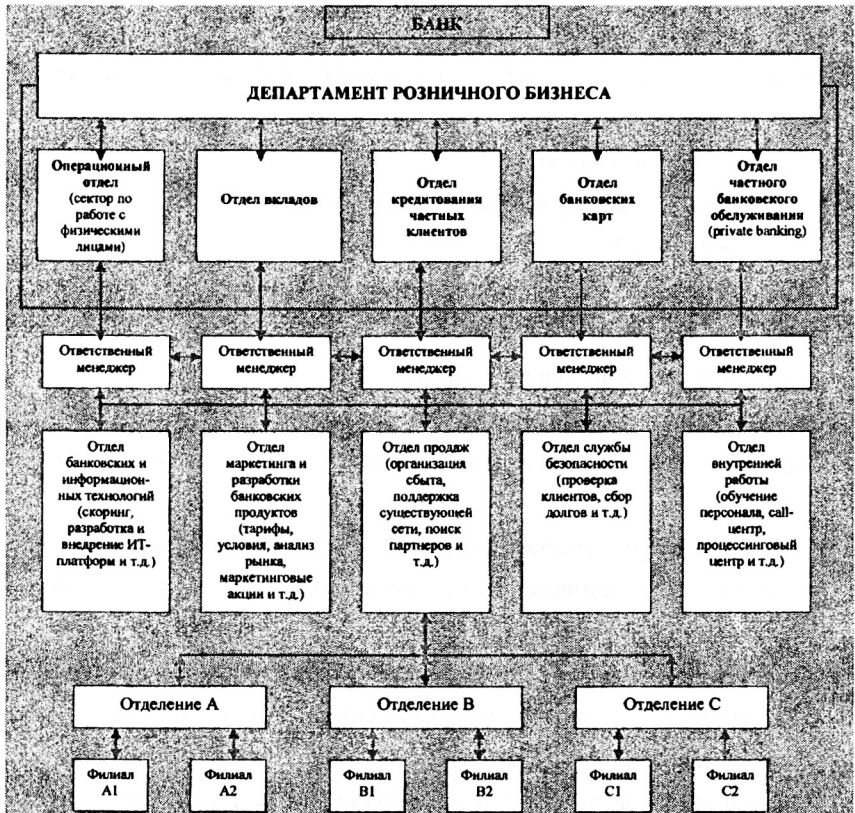 БАНК
ДЕПАРТАМЕНТ РОЗНИЧНОГО БИЗНЕСА
Операционный
отдел
(сектор по
работе с
физическими
лицами)
Отдел вкладов
Отдел
кредитования
частных
клиентов
Отдел
банковских
карт
Отдел
частного
банковского
обслуживания
(private banking)
Ответственный
менеджер
Ответственный
менеджер
Ответственный
менеджер
Ответственный
менеджер
Ответственный
менеджер
Отдел
банковских и
информацион-
ных технологий
(скоринг,
разработка и
внедрение ИТ-
платформ и т.д.)
Отдел
маркетинга и
разработки
банковских
продуктов
(тарифы,
условия, анализ
рынка,
маркетинговые
акции и т.д.)
Отдел продаж
(организация
сбыта,
поддержка
существующей
сети, поиск
партнеров и
т.д.)
Отдел службы
безопасности
(проверка
клиентов, сбор
долгов и т.д.)
Отдел
внутренней
работы
(обучение
персонала, call-
центр,
процессинговый
центр и т.д.)
Отделение А
Отделение В
Отделение С
Филиал
А1
Филиал
А2
Филиал
В1
Филиал
В2
Филиал
С1
Филиал
С2